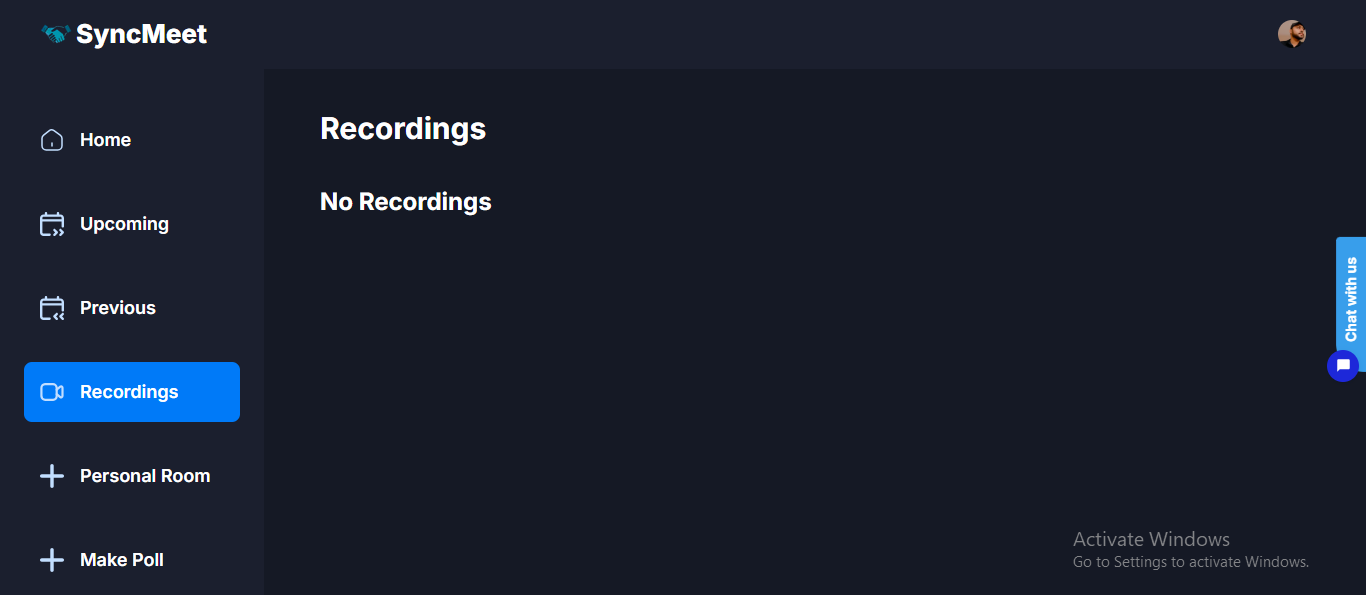 SyncMeet
Home
Upcoming
Previous
Recordings
Personal Room
Make Poll
Recordings
No Recordings
Chat with us
Activate Windows
Go to Settings to activate Windows.